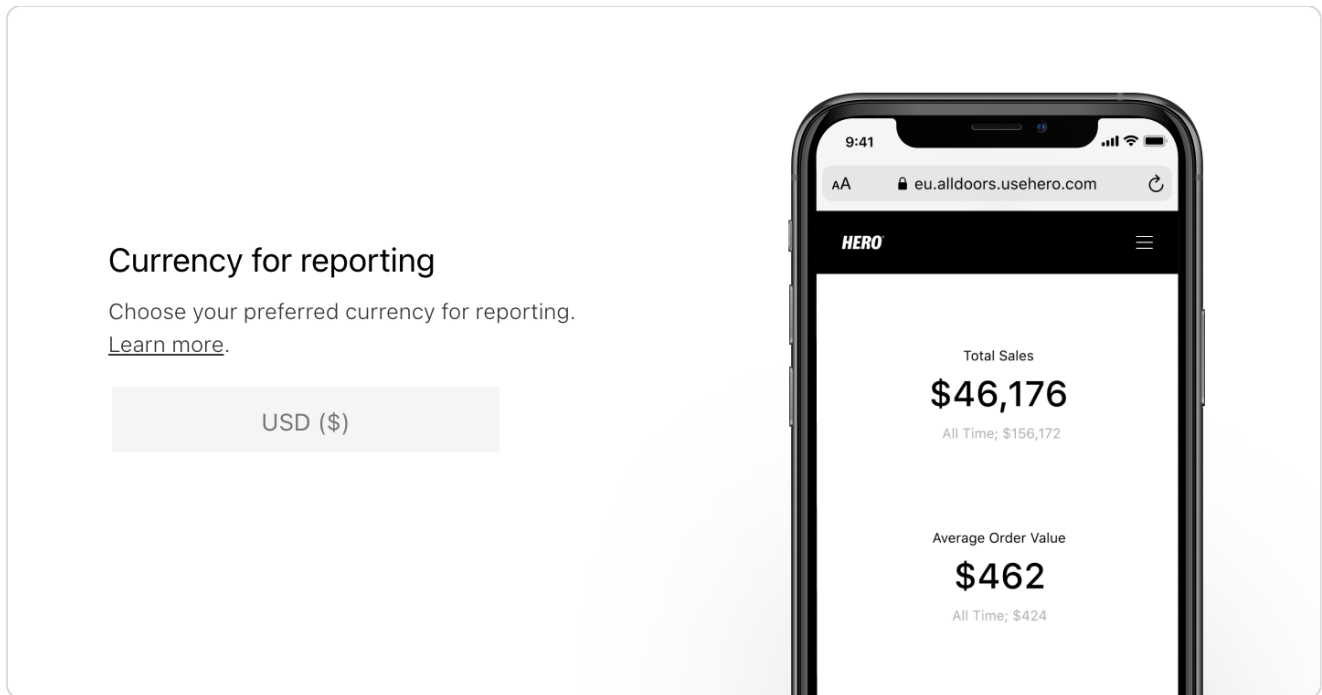 Currency for reporting
Choose your preferred currency for reporting.
Learn more.
USD ($)
9:41
AA
eu.alldoors.usehero.com
HERO
Total Sales
$46,176
All Time; $156,172
Average Order Value
$462
All Time; $424